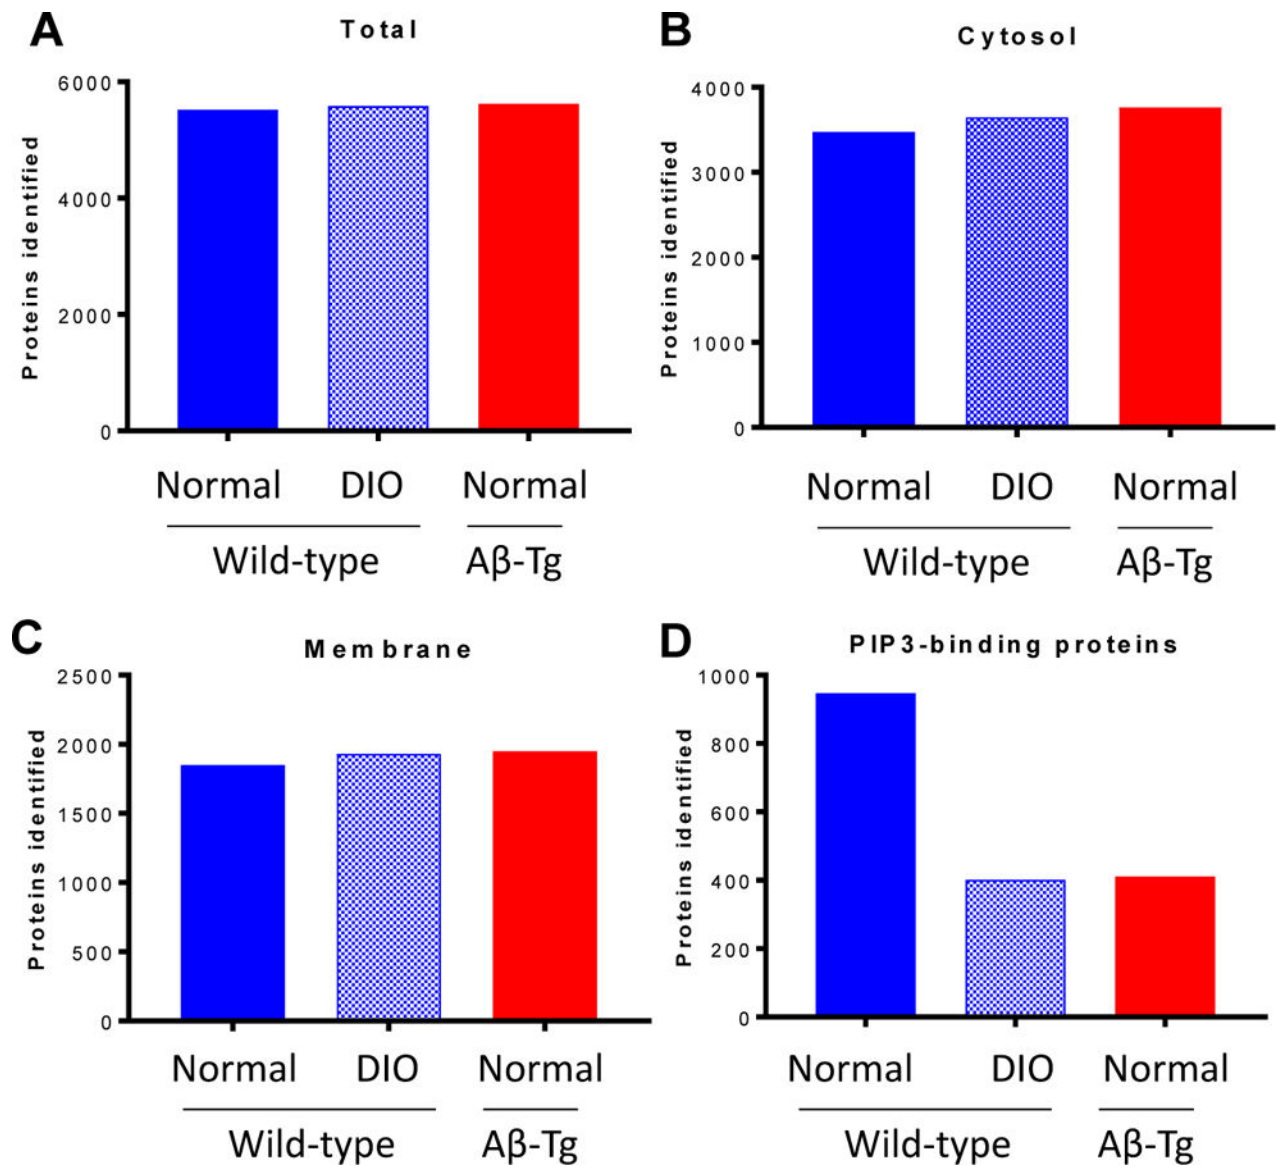 A
Total
Proteins identified
6000
4000
2000
0
Normal DIO Normal
Wild-type Aβ-Tg
B
Cytosol
Proteins identified
4000
3000
2000
1000
0
Normal DIO Normal
Wild-type Aβ-Tg
C
Membrane
Proteins identified
2500
2000
1500
1000
500
0
Normal DIO Normal
Wild-type Aβ-Tg
D
PIP3-binding proteins
Proteins identified
1000
800
600
400
200
0
Normal DIO Normal
Wild-type Aβ-Tg